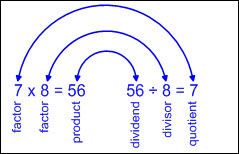 7 x 8 = 56 56 ÷ 8 = 7
factor factor product dividend divisor quotient